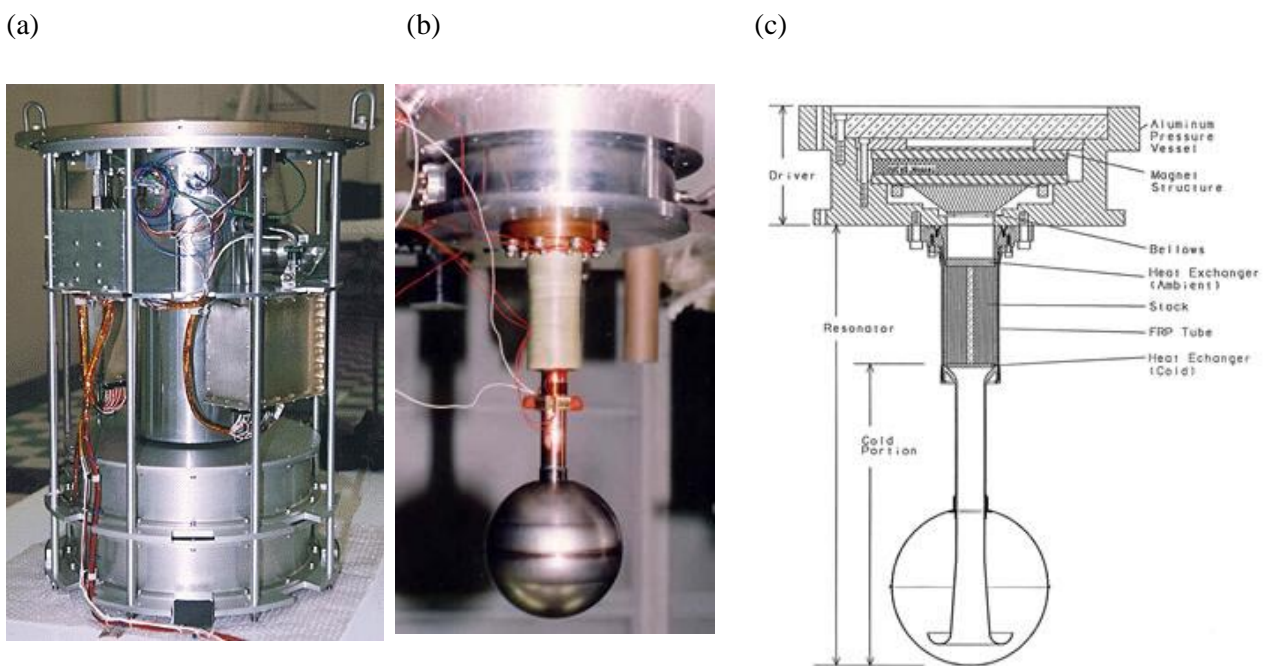 (a) (b) (c)
Aluminum
Pressure
Vessel
Driver
Magnet
Structure
Bellows
Heat Exchanger
(Ambient)
Stack
Resonator
FRP Tube
Heat Echanger
(Cold)
Cold
Portion